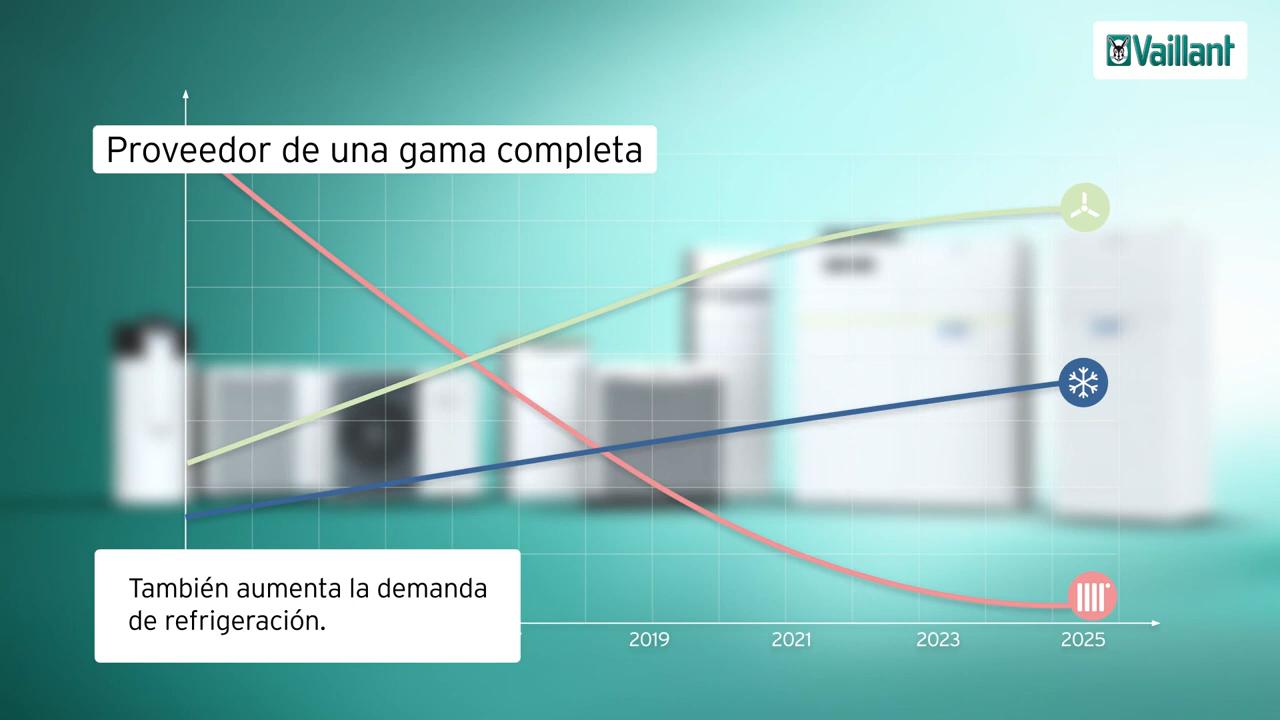 Vaillant
Proveedor de una gama completa
También aumenta la demanda
de refrigeración.
2019 2021 2023 2025